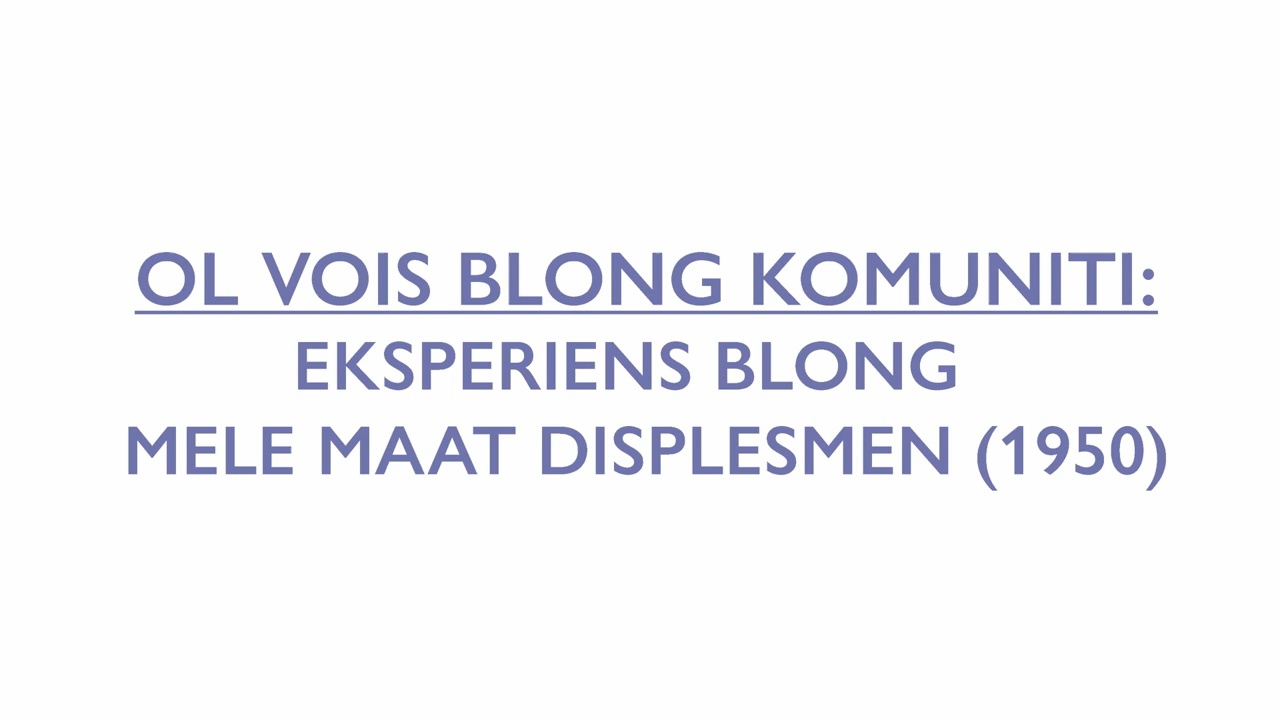 OL VOIS BLONG KOMUNITI:
EKSPERIENS BLONG
MELE MAAT DISPLESMEN (1950)